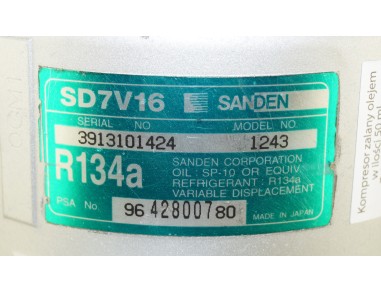 SD7V16 SANDEN
SERIAL NO MODEL NO.
3913101424 1243
R134a
SANDEN CORPORATION
OIL : SP-10 OR EQUIV.
REFRIGERANT : R134a
VARIABLE DISPLACEMENT
PSA No. 96 42800780 MADE IN JAPAN
Kompresor zalany olejem
w ilości 50 ml